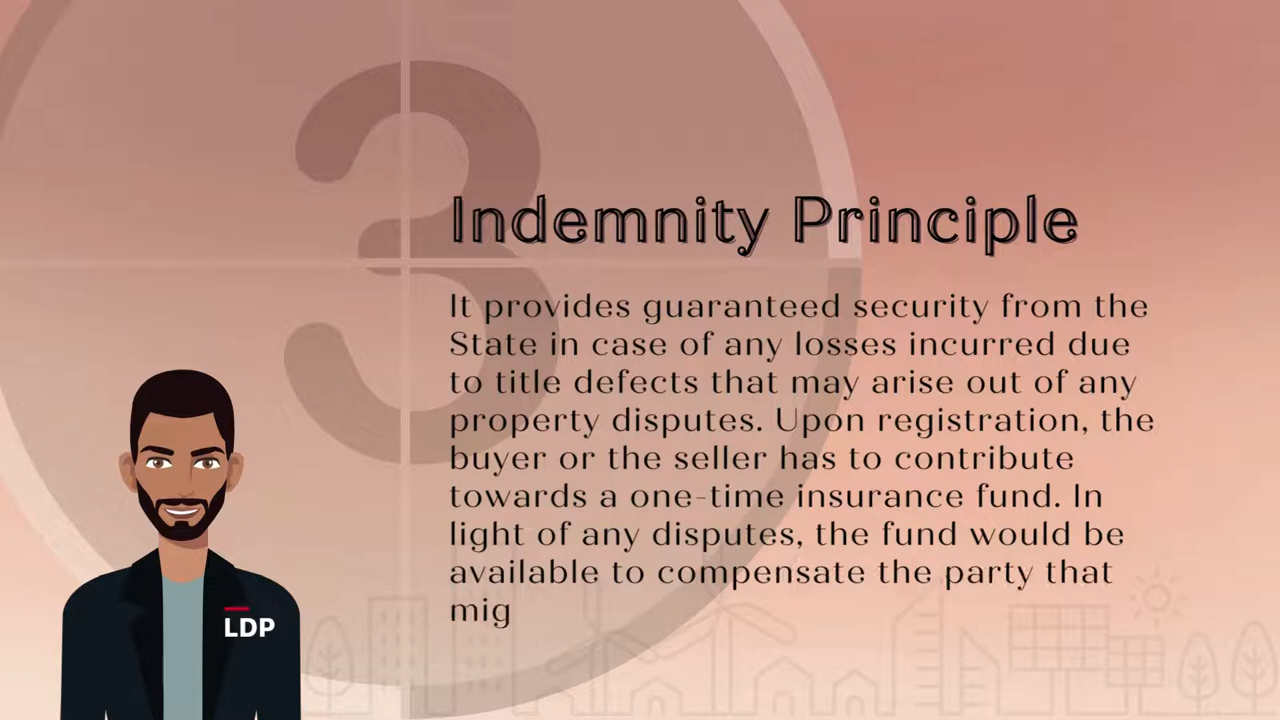 3
Indemnity Principle
It provides guaranteed security from the
State in case of any losses incurred due
to title defects that may arise out of any
property disputes. Upon registration, the
buyer or the seller has to contribute
towards a one-time insurance fund. In
light of any disputes, the fund would be
available to compensate the party that
mig
LDP